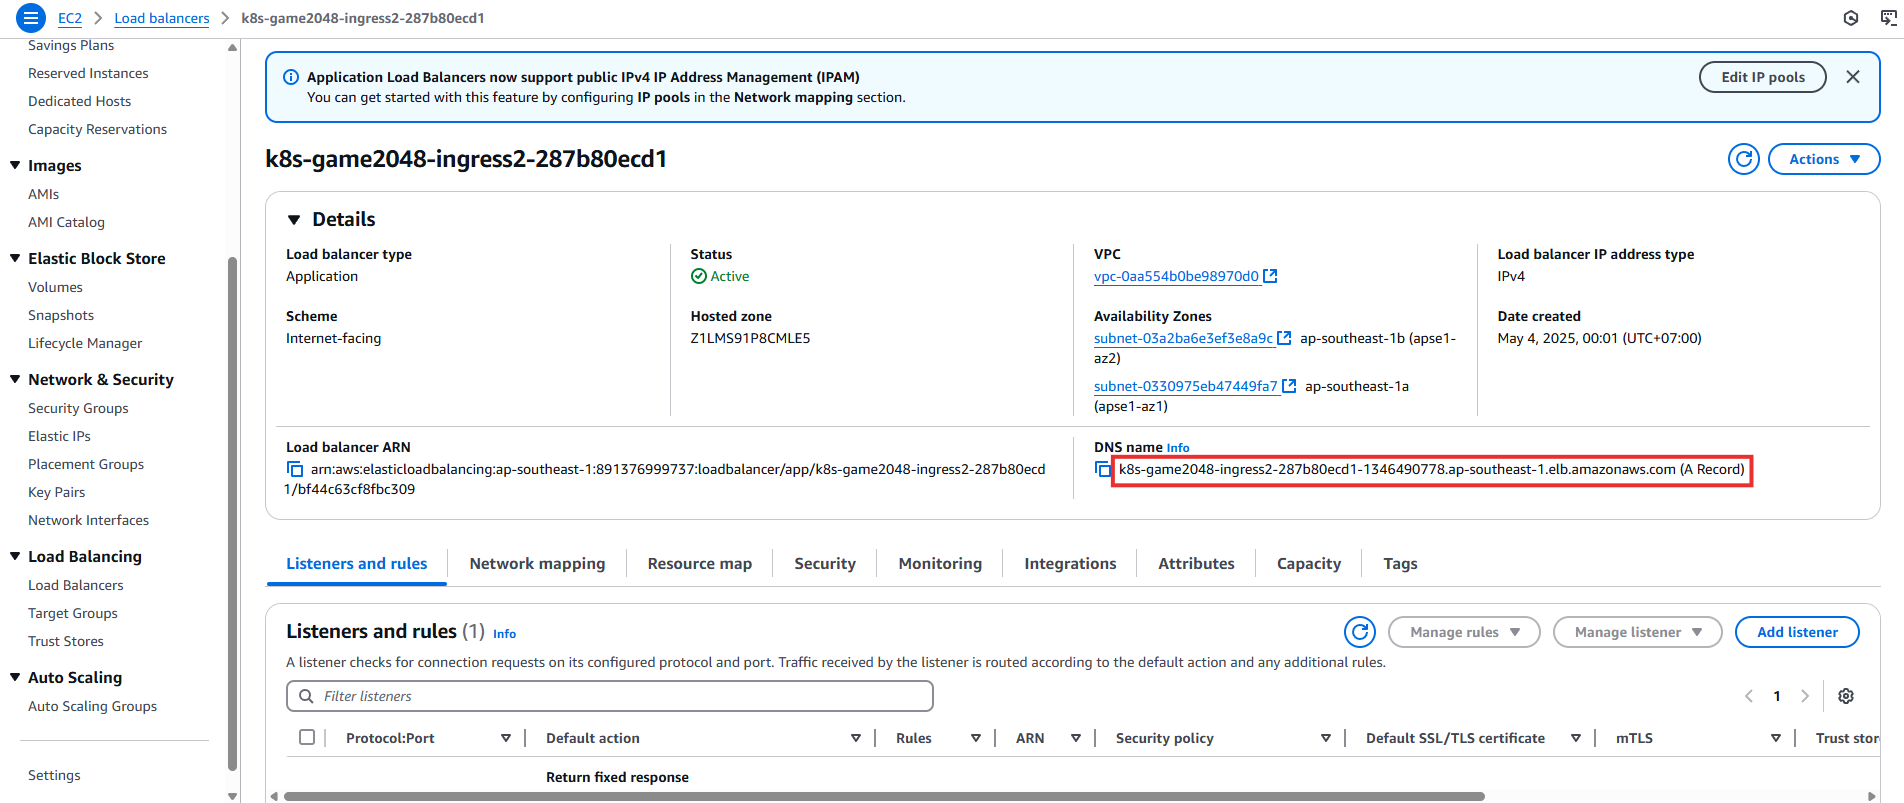 EC2 > Load balancers > k8s-game2048-ingress2-287b80ecd1
Savings Plans
Reserved Instances
Dedicated Hosts
Capacity Reservations
Images
AMIs
AMI Catalog
Elastic Block Store
Volumes
Snapshots
Lifecycle Manager
Network & Security
Security Groups
Elastic IPs
Placement Groups
Key Pairs
Network Interfaces
Load Balancing
Load Balancers
Target Groups
Trust Stores
Auto Scaling
Auto Scaling Groups
Settings
Application Load Balancers now support public IPv4 IP Address Management (IPAM)
You can get started with this feature by configuring IP pools in the Network mapping section.
Edit IP pools
k8s-game2048-ingress2-287b80ecd1
Actions
Details
Load balancer type
Application
Status
Active
VPC
vpc-0aa554b0be98970d0
Load balancer IP address type
IPv4
Scheme
Internet-facing
Hosted zone
Z1LMS91P8CMLE5
Availability Zones
subnet-03a2ba6e3ef3e8a9c ap-southeast-1b (apse1-
az2)
subnet-0330975eb47449fa7 ap-southeast-1a
(apse1-az1)
Date created
May 4, 2025, 00:01 (UTC+07:00)
Load balancer ARN
arn:aws:elasticloadbalancing:ap-southeast-1:891376999737:loadbalancer/app/k8s-game2048-ingress2-287b80ecd
1/bf44c63cf8fbc309
DNS name Info
k8s-game2048-ingress2-287b80ecd1-1346490778.ap-southeast-1.elb.amazonaws.com (A Record)
Listeners and rules Network mapping Resource map Security Monitoring Integrations Attributes Capacity Tags
Listeners and rules (1) Info
Manage rules
Manage listener
Add listener
A listener checks for connection requests on its configured protocol and port. Traffic received by the listener is routed according to the default action and any additional rules.
Filter listeners
1
Protocol:Port Default action Rules ARN Security policy Default SSL/TLS certificate mTLS Trust stor
Return fixed response